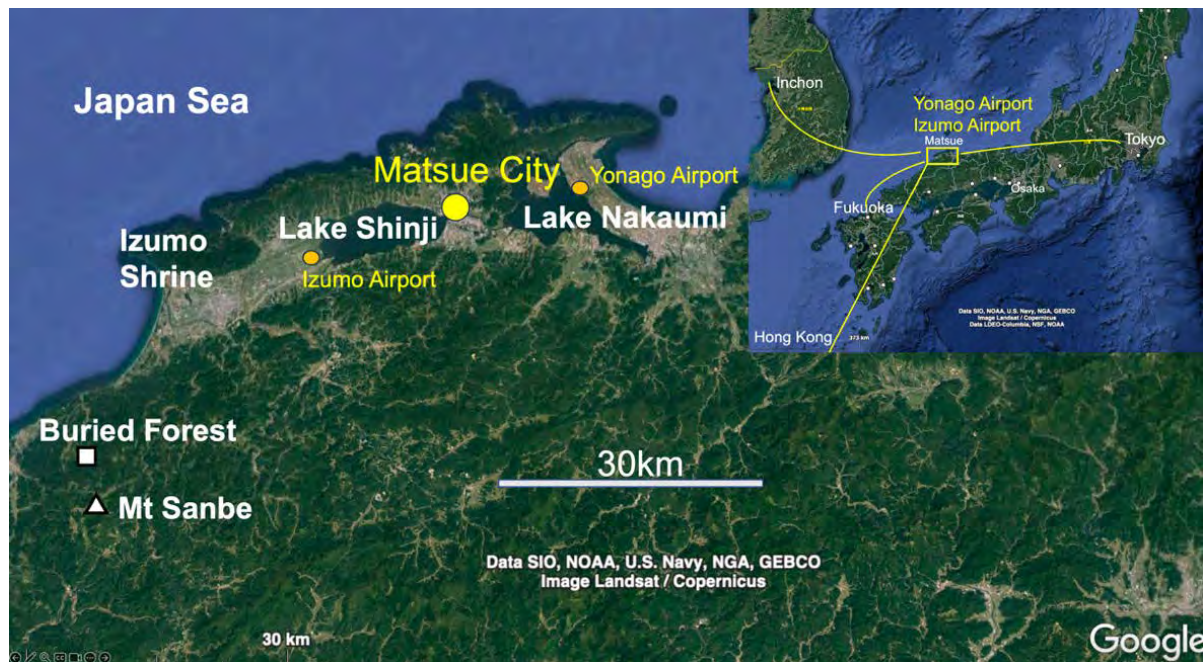 Japan Sea
Matsue City
Yonago Airport
Lake Shinji
Lake Nakaumi
Izumo
Shrine
Izumo Airport
Buried Forest
Mt Sanbe
30km
Data SIO, NOAA, U.S. Navy, NGA, GEBCO
Image Landsat / Copernicus
30 km
Google
Inchon
Yonago Airport
Izumo Airport
Matsue
Tokyo
Osaka
Fukuoka
Hong Kong
373 km
Data SIO, NOAA, U.S. Navy, NGA, GEBCO
Image Landsat / Copernicus
Data LDEO-Columbia, NSF, NOAA